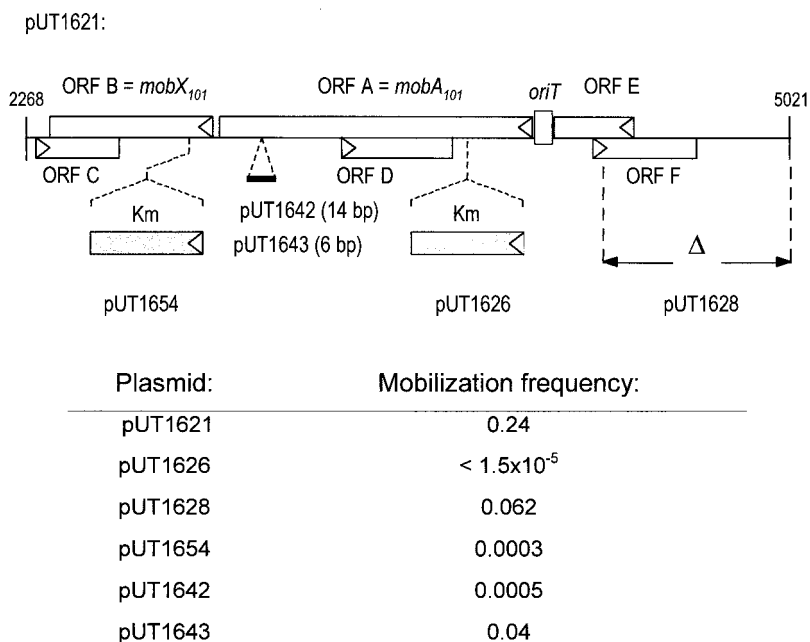 pUT1621:
ORF B = mobX101 ORF A = mobA101 oriT ORF E
2268 5021
ORF C ORF D ORF F
Km pUT1642 (14 bp) Km
pUT1643 (6 bp) Δ
pUT1654 pUT1626 pUT1628
Plasmid: Mobilization frequency:
pUT1621 0.24
pUT1626 < 1.5x10-5
pUT1628 0.062
pUT1654 0.0003
pUT1642 0.0005
pUT1643 0.04